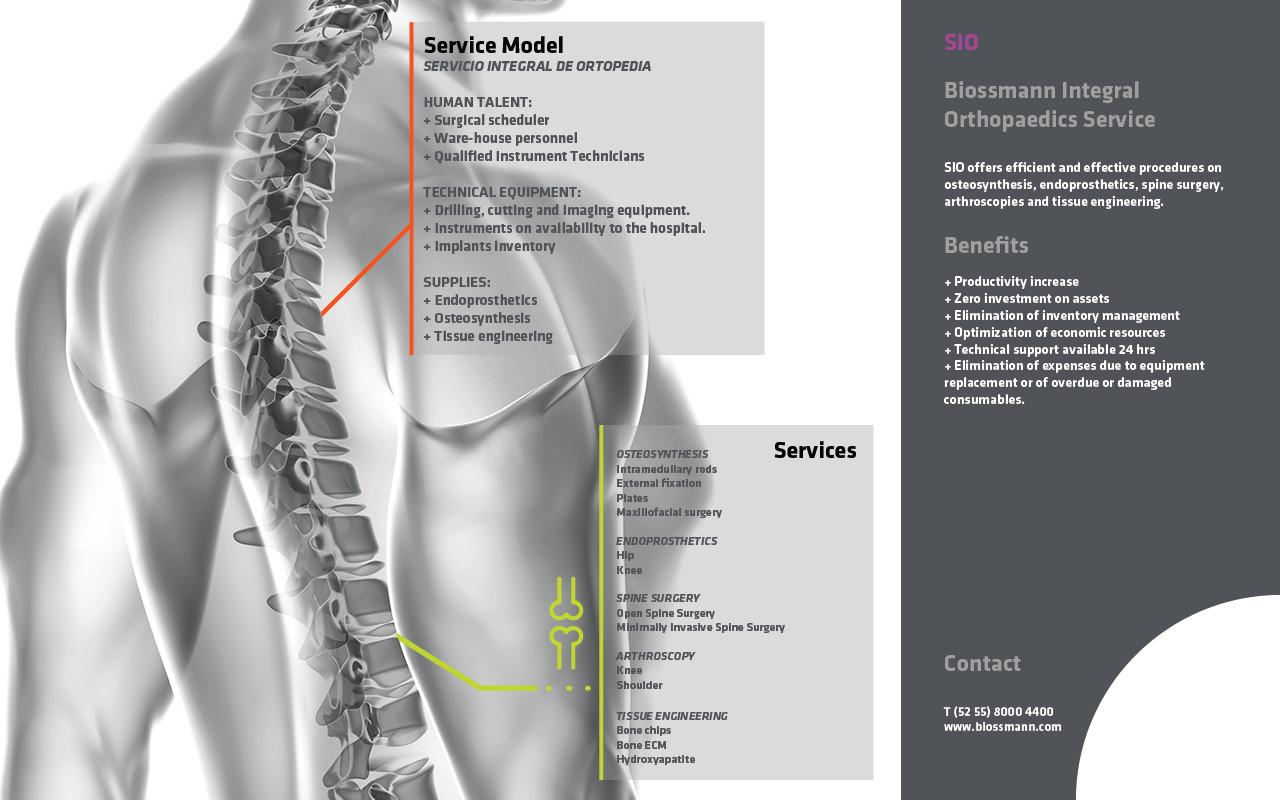 Service Model
SERVICIO INTEGRAL DE ORTOPEDIA
HUMAN TALENT:
+ Surgical scheduler
+ Ware-house personnel
+ Qualified Instrument Technicians
TECHNICAL EQUIPMENT:
+ Drilling, cutting and imaging equipment.
+ Instruments on availability to the hospital.
+ Implants inventory
SUPPLIES:
+ Endoprosthetics
+ Osteosynthesis
+ Tissue engineering
Services
OSTEOSYNTHESIS
Intramedullary rods
External fixation
Plates
Maxillofacial surgery
ENDOPROSTHETICS
Hip
Knee
SPINE SURGERY
Open Spine Surgery
Minimally Invasive Spine Surgery
ARTHROSCOPY
Knee
Shoulder
TISSUE ENGINEERING
Bone chips
Bone ECM
Hydroxyapatite
SIO
Biossmann Integral
Orthopaedics Service
SIO offers efficient and effective procedures on
osteosynthesis, endoprosthetics, spine surgery,
arthroscopies and tissue engineering.
Benefits
+ Productivity increase
+ Zero investment on assets
+ Elimination of inventory management
+ Optimization of economic resources
+ Technical support available 24 hrs
+ Elimination of expenses due to equipment
replacement or of overdue or damaged
consumables.
Contact
T (52 55) 8000 4400
www.biossmann.com